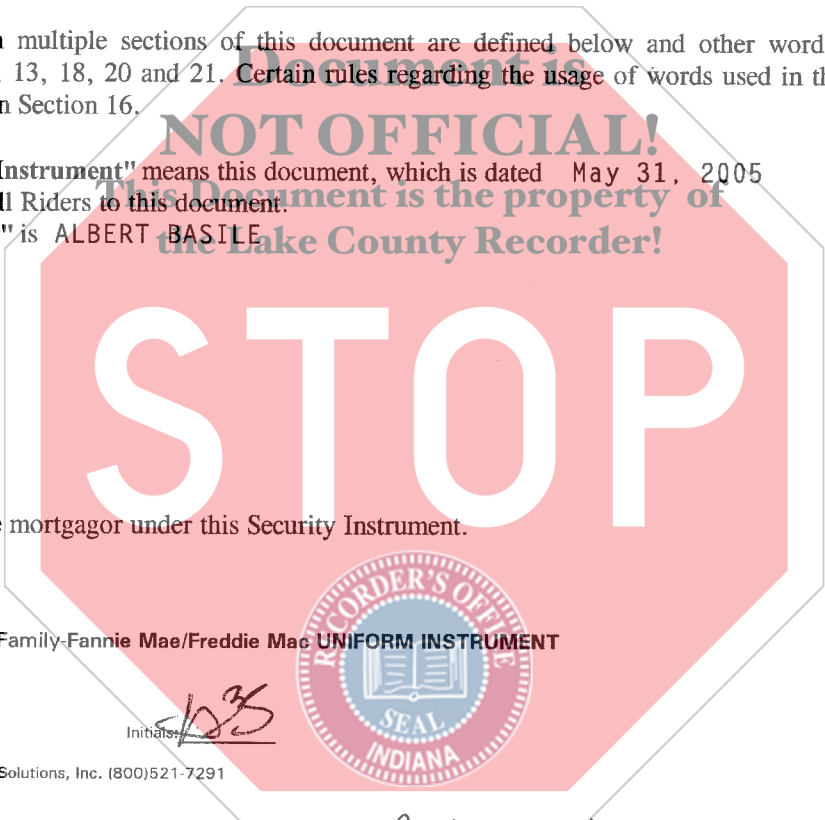 multiple sections of this document are defined below and other word
13, 18, 20 and 21. Certain rules regarding the usage of words used in th
n Section 16.
Document is
NOT OFFICIAL!
This Document is the property of
the Lake County Recorder!
Instrument" means this document, which is dated May 31, 2005
ll Riders to this document.
" is ALBERT BASILE
STOP
mortgagor under this Security Instrument.
RECORDER'S OFFICE
SEAL
INDIANA
Family-Fannie Mae/Freddie Mac UNIFORM INSTRUMENT
Initials:
Solutions, Inc. (800)521-7291